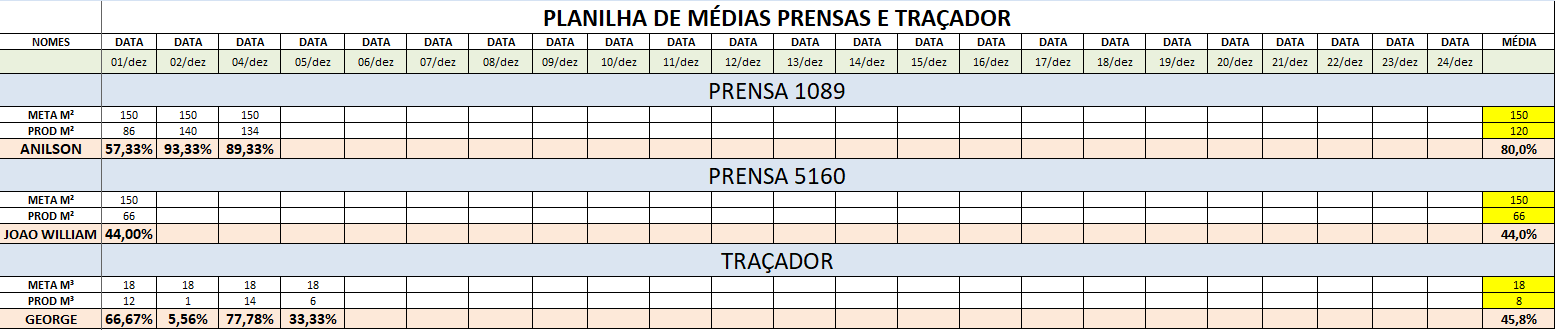 PLANILHA DE MÉDIAS PRENSAS E TRAÇADOR
NOMES DATA DATA DATA DATA DATA DATA DATA DATA DATA DATA DATA DATA DATA DATA DATA DATA DATA DATA DATA DATA DATA DATA MÉDIA
01/dez 02/dez 04/dez 05/dez 06/dez 07/dez 08/dez 09/dez 10/dez 11/dez 12/dez 13/dez 14/dez 15/dez 16/dez 17/dez 18/dez 19/dez 20/dez 21/dez 22/dez 23/dez 24/dez
PRENSA 1089
META M² 150 150 150 150
PROD M² 86 140 134 120
ANILSON 57,33% 93,33% 89,33% 80,0%
PRENSA 5160
META M² 150 150
PROD M² 66 66
JOAO WILLIAM 44,00% 44,0%
TRAÇADOR
META M³ 18 18 18 18 18
PROD M³ 12 1 14 6 8
GEORGE 66,67% 5,56% 77,78% 33,33% 45,8%